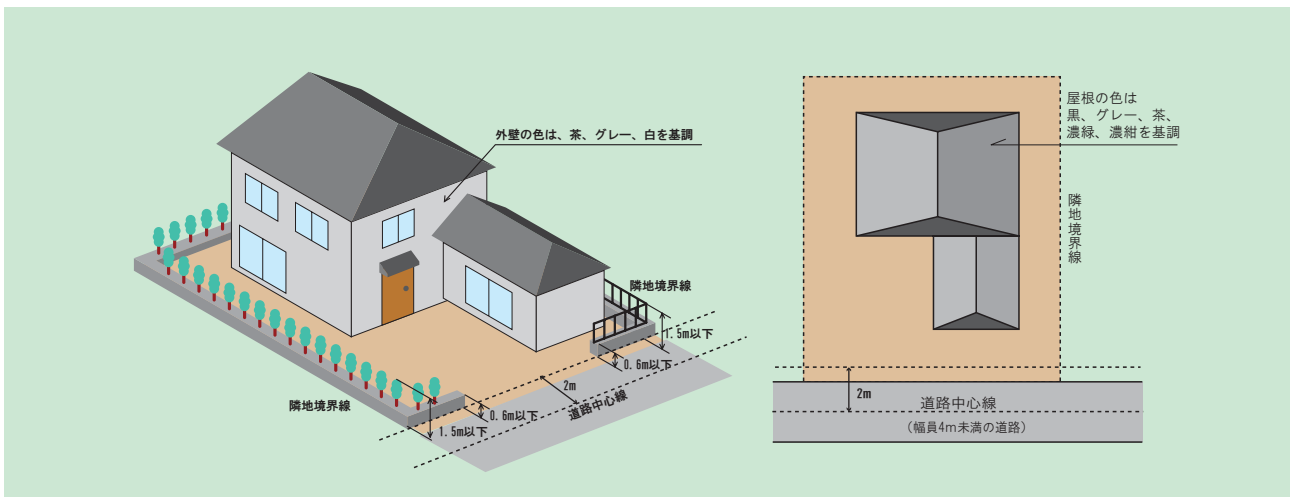 外壁の色は、茶、グレー、白を基調
隣地境界線
1.5m以下
0.6m以下
2m
道路中心線
隣地境界線
0.6m以下
1.5m以下
屋根の色は
黒、グレー、茶、
濃緑、濃紺を基調
隣地境界線
2m
道路中心線
（幅員4m未満の道路）